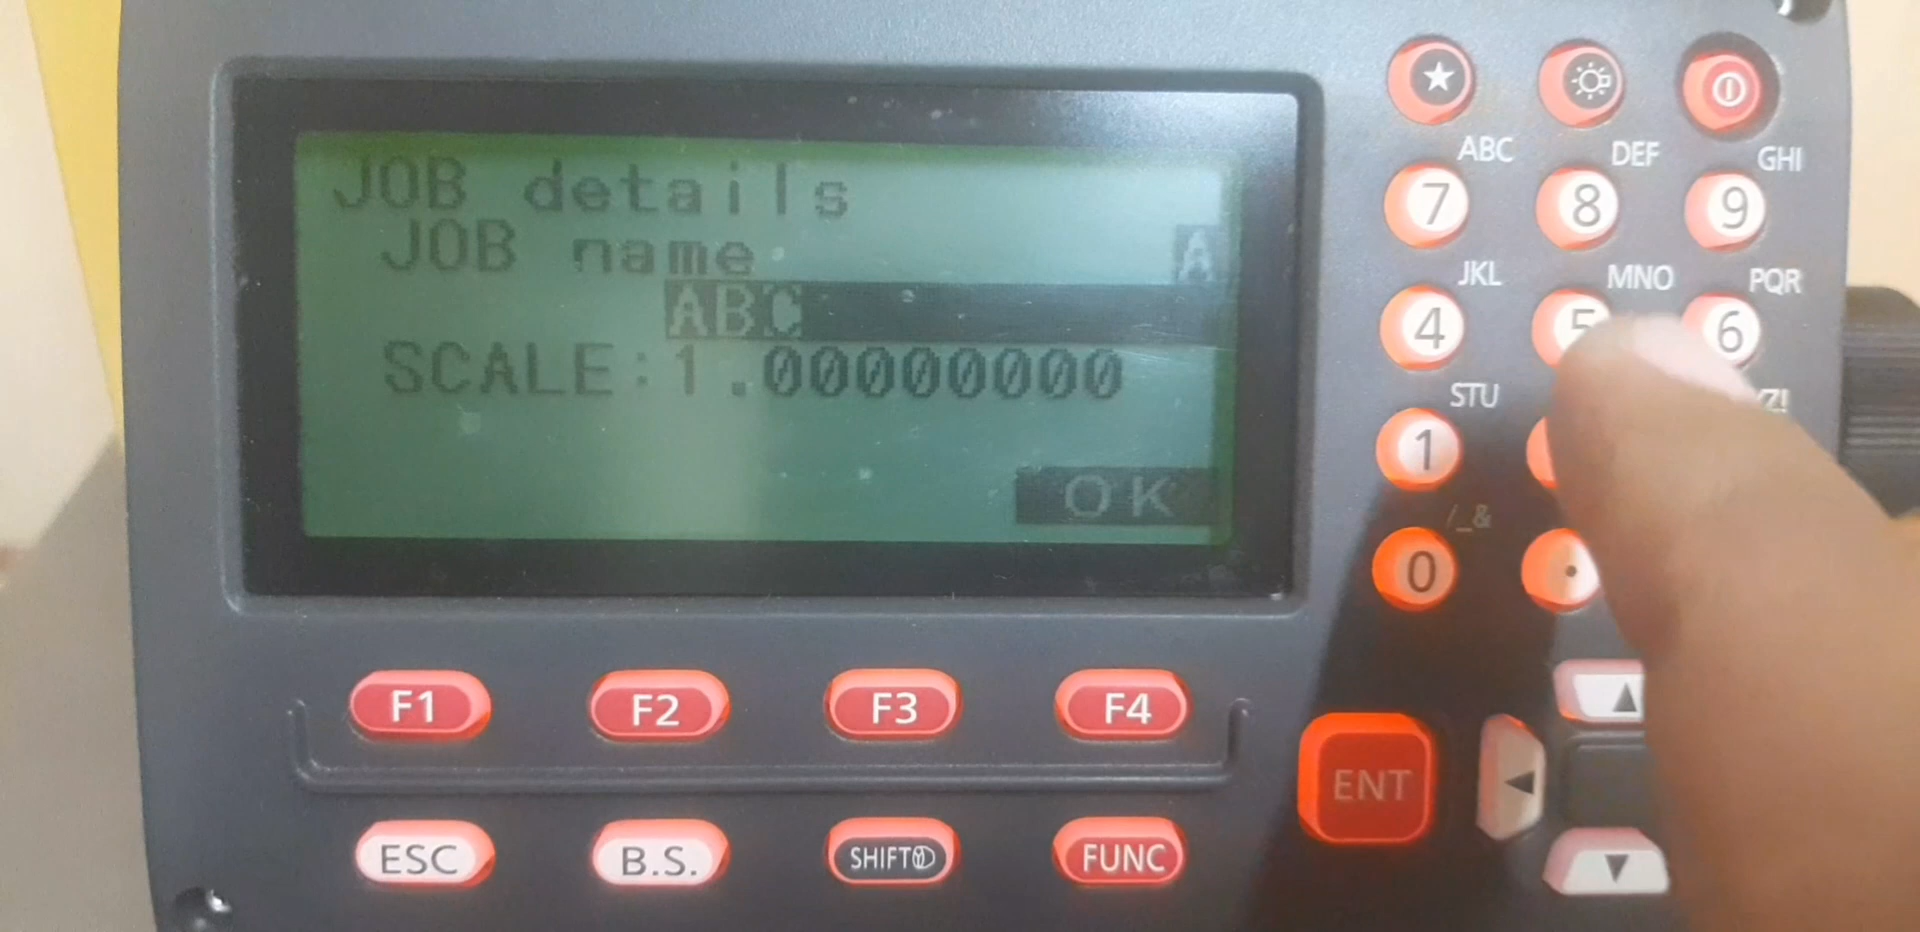 JOB details
JOB name A
ABC
SCALE:1.00000000
OK
ABC DEF GHI
7 8 9
JKL MNO PQR
4 5 6
STU Z!
1
/_&
0 .
F1 F2 F3 F4
ENT
ESC B.S. SHIFT FUNC